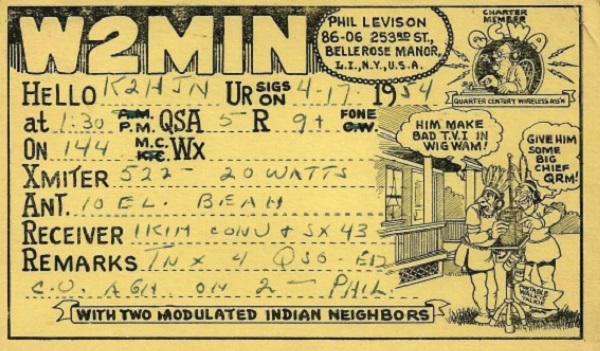 W2MIN
PHIL LEVISON
86-06 253RD ST.,
BELLEROSE MANOR,
L.I., N.Y., U.S.A.
CHARTER
MEMBER
QCWA
QUARTER CENTURY WIRELESS ASS'N
HELLO K2HJN UR SIGS ON 4-17 1954
at 1:30 A.M. P.M. QSA 5 R 9+ FONE C.W.
ON 144 M.C. K.C. WX
XMITER 522 - 20 WATTS
ANT. 10 EL. BEAM
RECEIVER 1KIM CONV & SX 43
REMARKS TNX 4 QSO - ED
C.U. AGN. ON 2 - PHIL.
WITH TWO MODULATED INDIAN NEIGHBORS
HIM MAKE
BAD T.V.I IN
WIGWAM!
GIVE HIM
SOME
BIG
CHIEF
QRM!
WALKIE
TALKIE